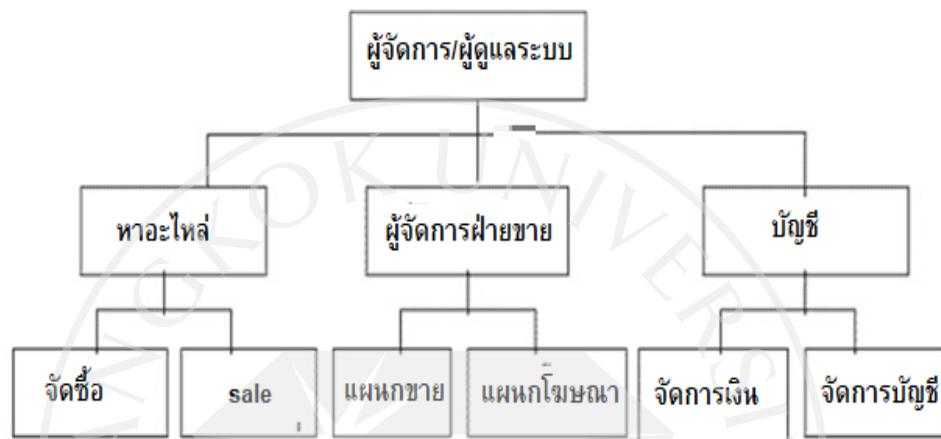 ผู้จัดการ/ผู้ดูแลระบบ
หาอะไหล่
ผู้จัดการฝ่ายขาย
บัญชี
จัดซื้อ
sale
แผนกขาย
แผนกโฆษณา
จัดการเงิน
จัดการบัญชี
NGKOK UNIVERSI